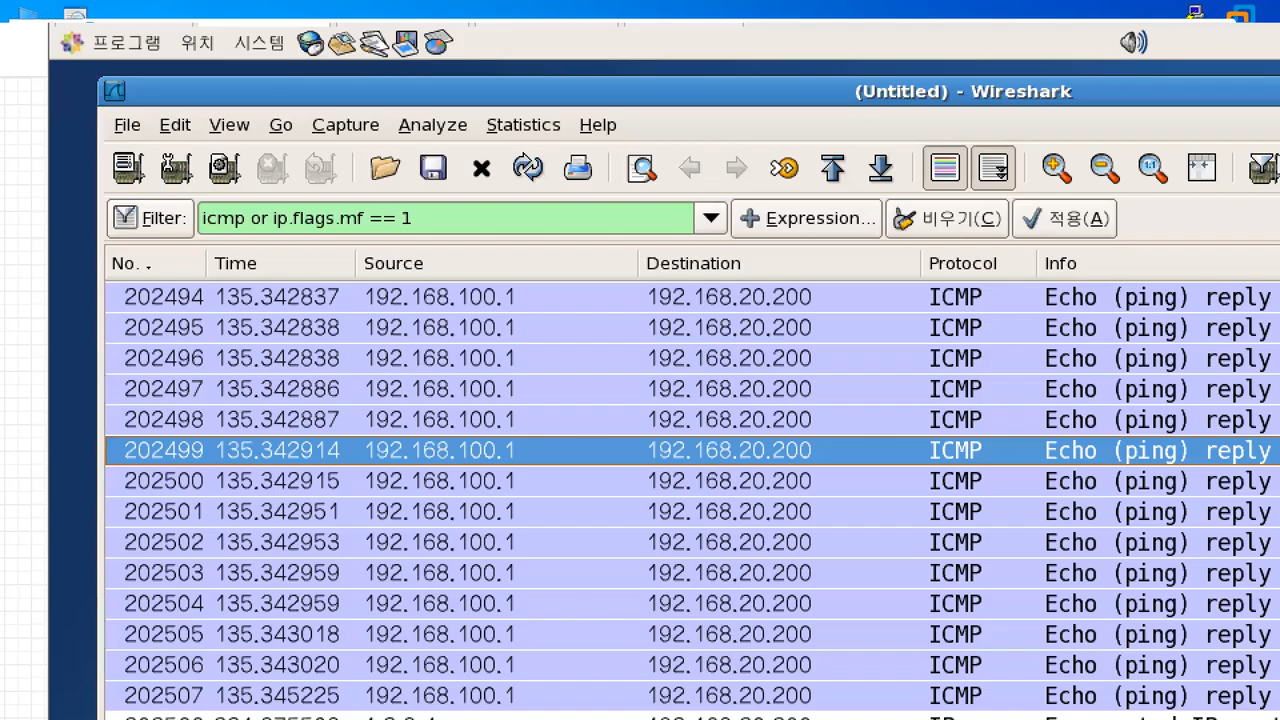 프로그램 위치 시스템
(Untitled) - Wireshark
File Edit View Go Capture Analyze Statistics Help
Filter: icmp or ip.flags.mf == 1 Expression... 비우기(C) 적용(A)
No. Time Source Destination Protocol Info
202494 135.342837 192.168.100.1 192.168.20.200 ICMP Echo (ping) reply
202495 135.342838 192.168.100.1 192.168.20.200 ICMP Echo (ping) reply
202496 135.342838 192.168.100.1 192.168.20.200 ICMP Echo (ping) reply
202497 135.342886 192.168.100.1 192.168.20.200 ICMP Echo (ping) reply
202498 135.342887 192.168.100.1 192.168.20.200 ICMP Echo (ping) reply
202499 135.342914 192.168.100.1 192.168.20.200 ICMP Echo (ping) reply
202500 135.342915 192.168.100.1 192.168.20.200 ICMP Echo (ping) reply
202501 135.342951 192.168.100.1 192.168.20.200 ICMP Echo (ping) reply
202502 135.342953 192.168.100.1 192.168.20.200 ICMP Echo (ping) reply
202503 135.342959 192.168.100.1 192.168.20.200 ICMP Echo (ping) reply
202504 135.342959 192.168.100.1 192.168.20.200 ICMP Echo (ping) reply
202505 135.343018 192.168.100.1 192.168.20.200 ICMP Echo (ping) reply
202506 135.343020 192.168.100.1 192.168.20.200 ICMP Echo (ping) reply
202507 135.345225 192.168.100.1 192.168.20.200 ICMP Echo (ping) reply